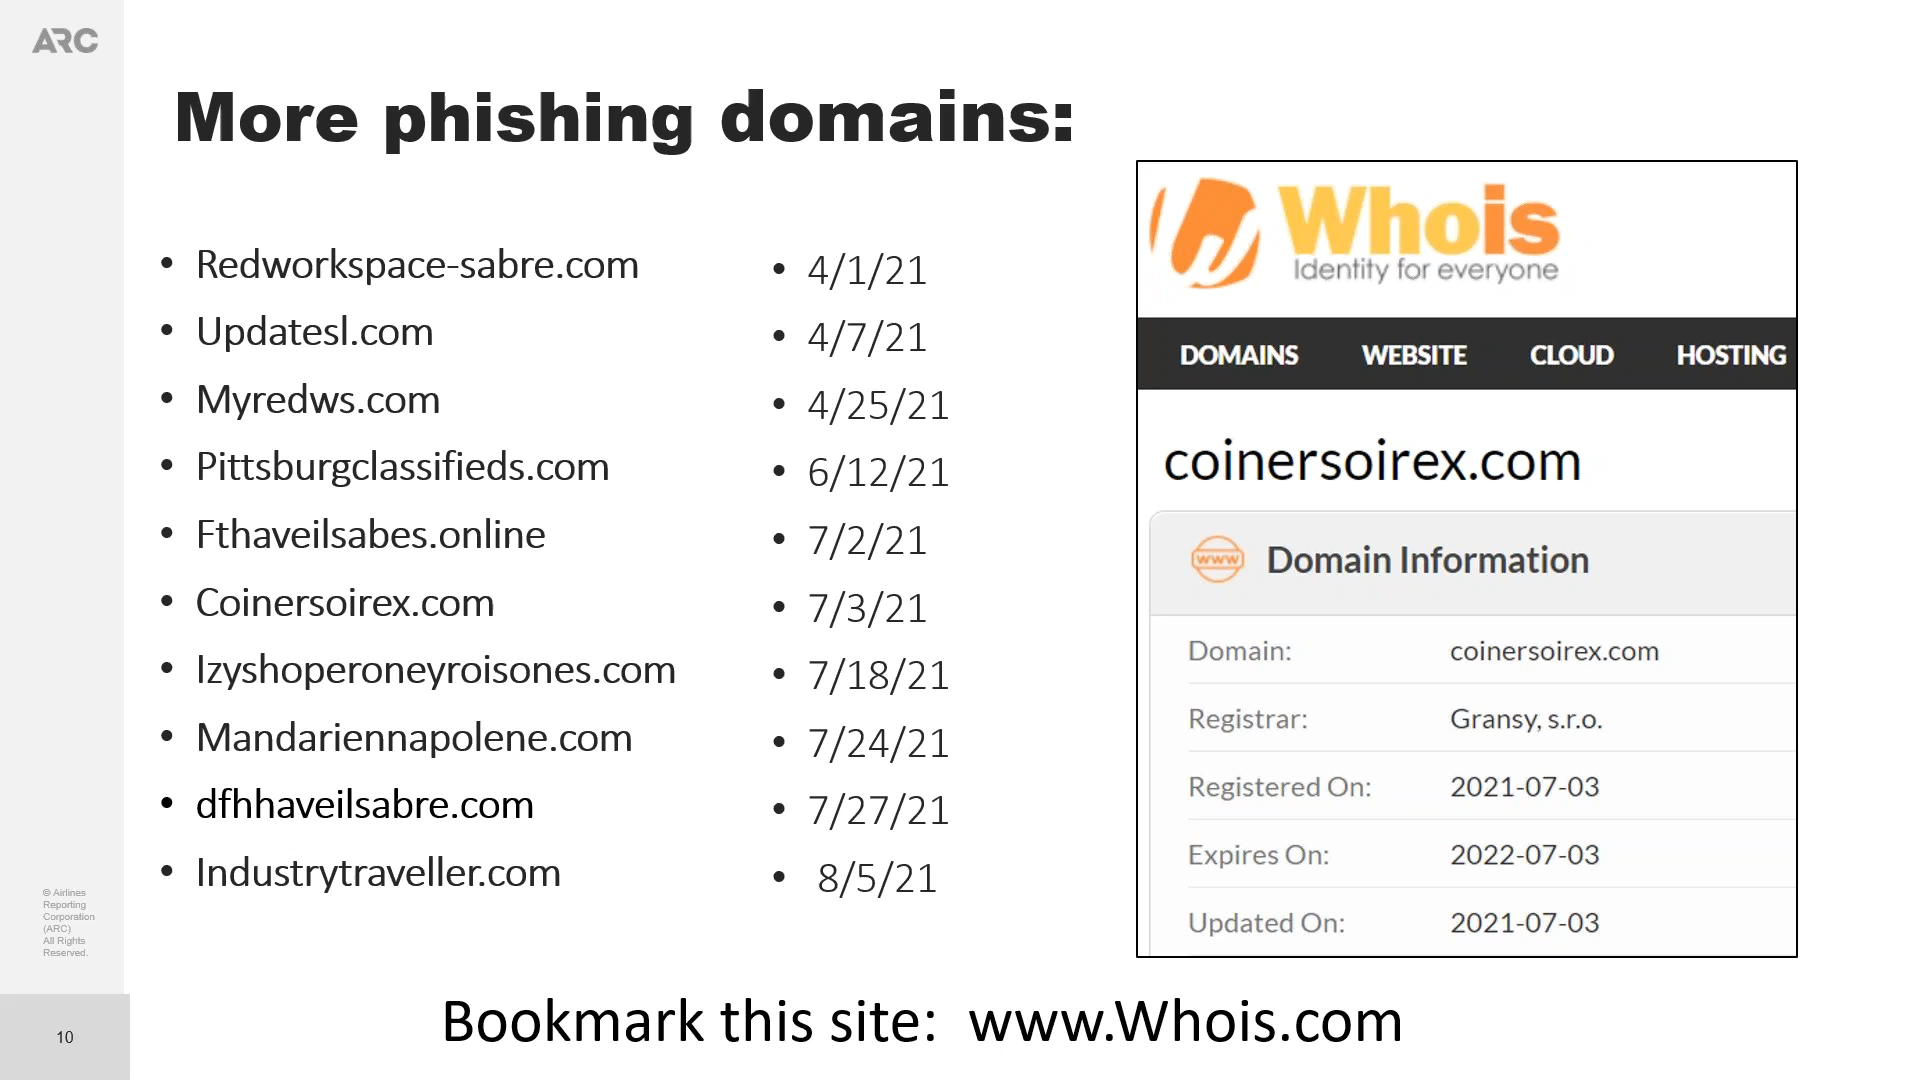 ARC
More phishing domains:
Redworkspace-sabre.com
4/1/21
Updatesl.com
4/7/21
Myredws.com
4/25/21
Pittsburgclassifieds.com
6/12/21
Fthaveilsabes.online
7/2/21
Coinersoirex.com
7/3/21
Izyshoperoneyroisones.com
7/18/21
Mandariennapolene.com
7/24/21
dfhhaveilsabre.com
7/27/21
Industrytraveller.com
8/5/21
Whois
Identity for everyone
DOMAINS WEBSITE CLOUD HOSTING
coinersoirex.com
www Domain Information
Domain: coinersoirex.com
Registrar: Gransy, s.r.o.
Registered On: 2021-07-03
Expires On: 2022-07-03
Updated On: 2021-07-03
Bookmark this site: www.Whois.com
© Airlines
Reporting
Corporation
(ARC)
All Rights
Reserved.
10